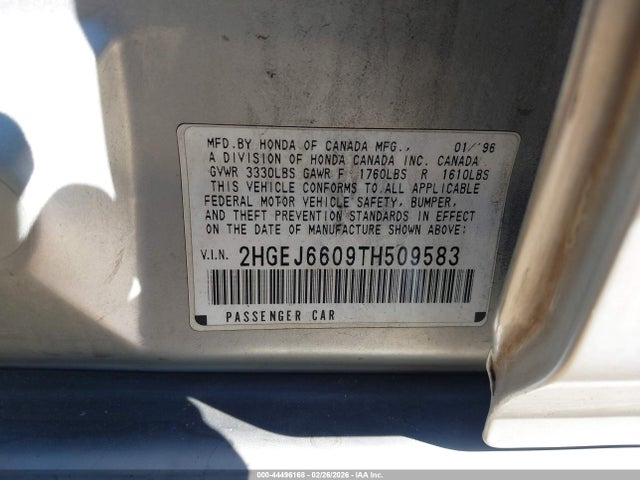 MFD.BY HONDA OF CANADA MFG., 01/'96
A DIVISION OF HONDA CANADA INC. CANADA
GVWR 3330LBS GAWR F 1760LBS R 1610LBS
THIS VEHICLE CONFORMS TO ALL APPLICABLE
FEDERAL MOTOR VEHICLE SAFETY, BUMPER,
AND THEFT PREVENTION STANDARDS IN EFFECT
ON THE DATE OF MANUFACTURE SHOWN ABOVE:
V.I.N. 2HGEJ6609TH509583
PASSENGER CAR
000-44496168 - 02/26/2026 - IAA Inc.